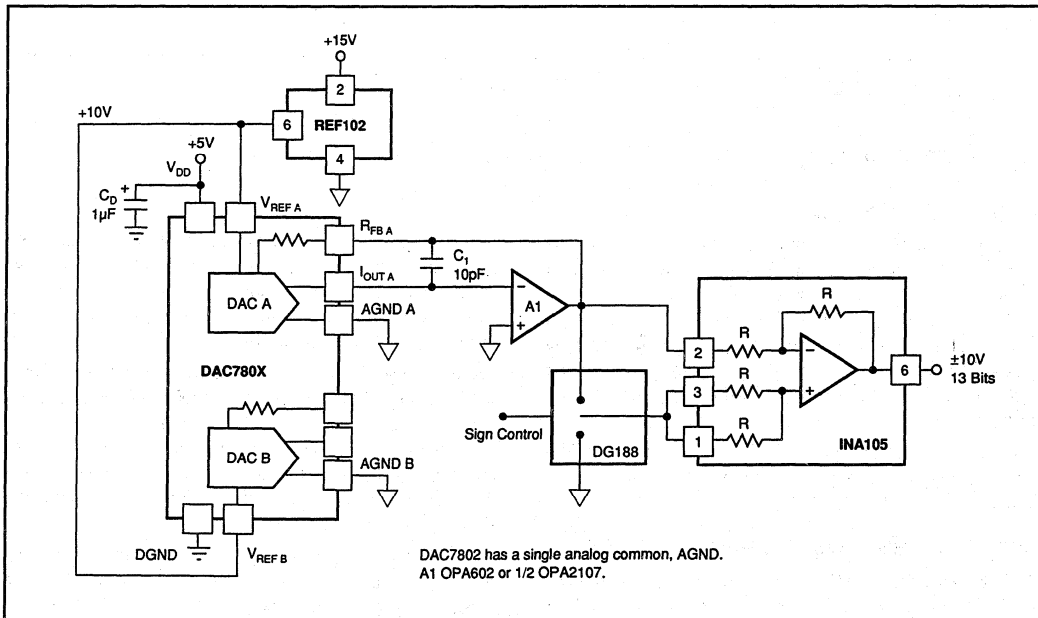 +15V
2
+10V
6
REF102
+5V
V_DD
4
C_D
+
1µF
V_REF A
R_FB A
C_1
10pF
I_OUT A
DAC A
AGND A
–
A1
+
R
R
2
–
±10V
6
13 Bits
DAC780X
R
3
+
Sign Control
R
1
INA105
DG188
DAC B
AGND B
DGND
V_REF B
DAC7802 has a single analog common, AGND.
A1 OPA602 or 1/2 OPA2107.